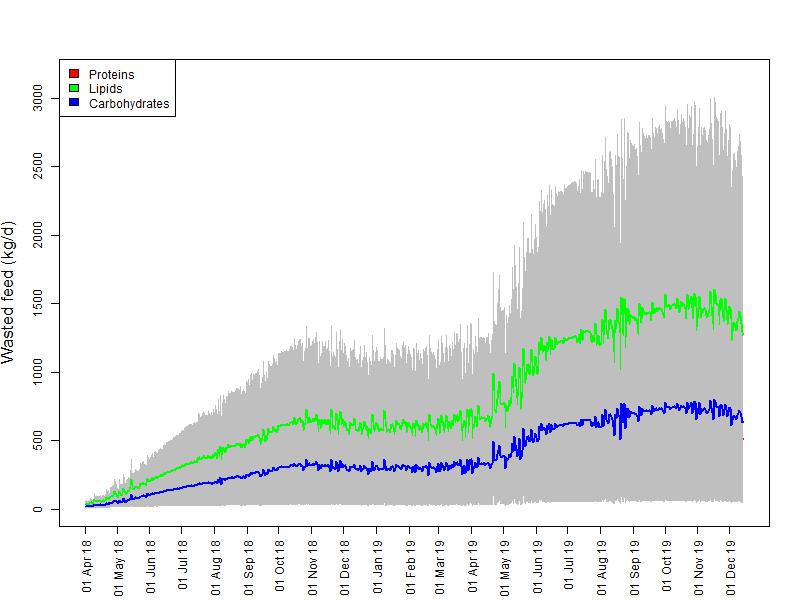 Proteins
Lipids
Carbohydrates
Wasted feed (kg/d)
3000
2500
2000
1500
1000
500
0
01 Apr 18
01 May 18
01 Jun 18
01 Jul 18
01 Aug 18
01 Sep 18
01 Oct 18
01 Nov 18
01 Dec 18
01 Jan 19
01 Feb 19
01 Mar 19
01 Apr 19
01 May 19
01 Jun 19
01 Jul 19
01 Aug 19
01 Sep 19
01 Oct 19
01 Nov 19
01 Dec 19